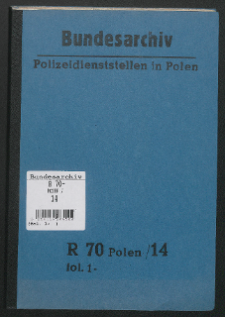 Bundesarchiv
Polizeidienststellen in Polen
Bundesarchiv
R 70-
14
R 70 Polen /14
fol. 1-